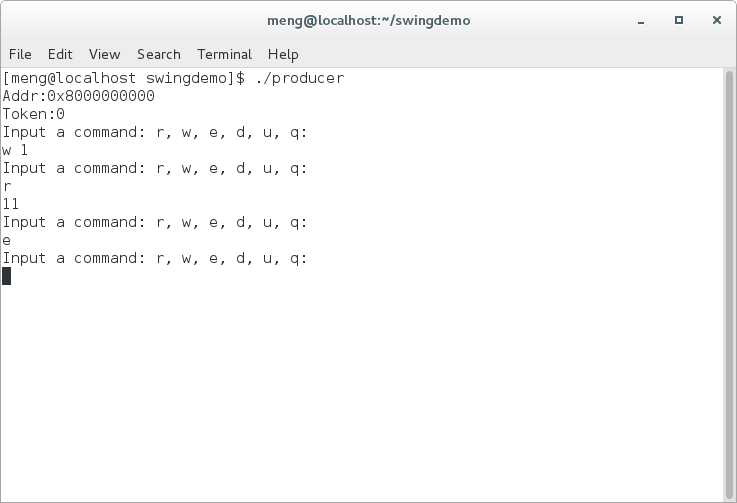 meng@localhost:~/swingdemo
File Edit View Search Terminal Help
[meng@localhost swingdemo]$ ./producer
Addr:0x8000000000
Token:0
Input a command: r, w, e, d, u, q:
w 1
Input a command: r, w, e, d, u, q:
r
11
Input a command: r, w, e, d, u, q:
e
Input a command: r, w, e, d, u, q: